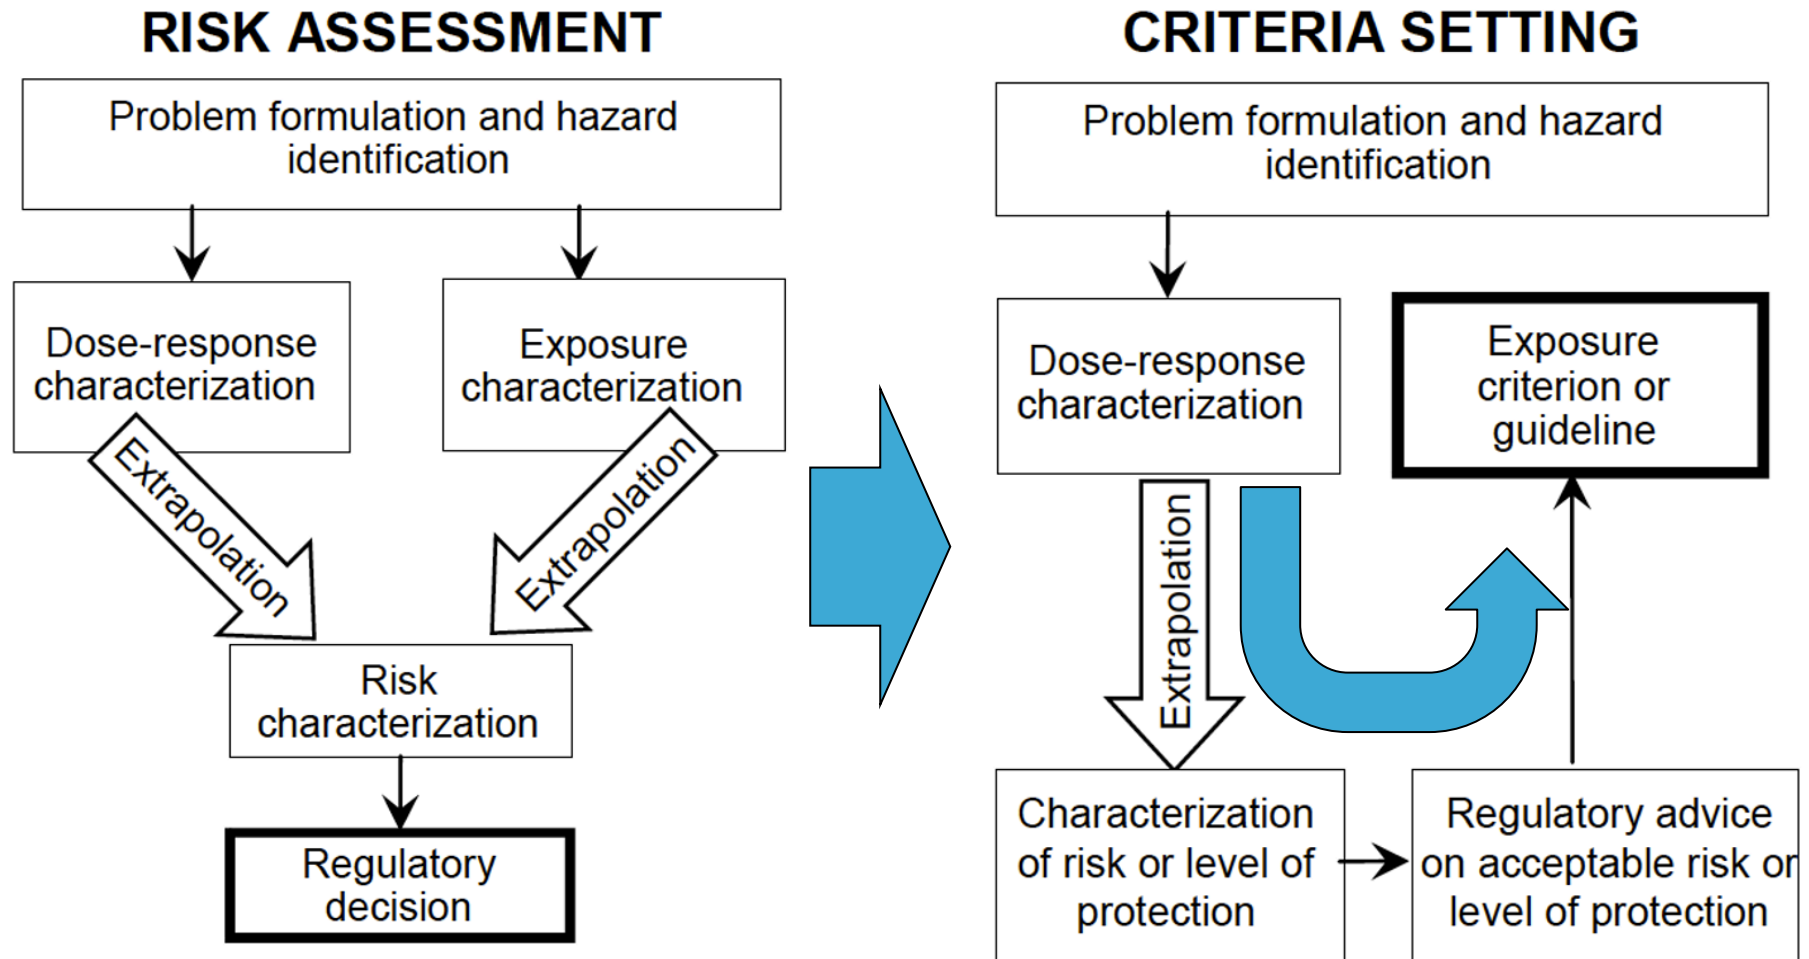 RISK ASSESSMENT
Problem formulation and hazard
identification
Dose-response
characterization
Exposure
characterization
Extrapolation
Extrapolation
Risk
characterization
Regulatory
decision
CRITERIA SETTING
Problem formulation and hazard
identification
Dose-response
characterization
Exposure
criterion or
guideline
Extrapolation
Characterization
of risk or level of
protection
Regulatory advice
on acceptable risk or
level of protection